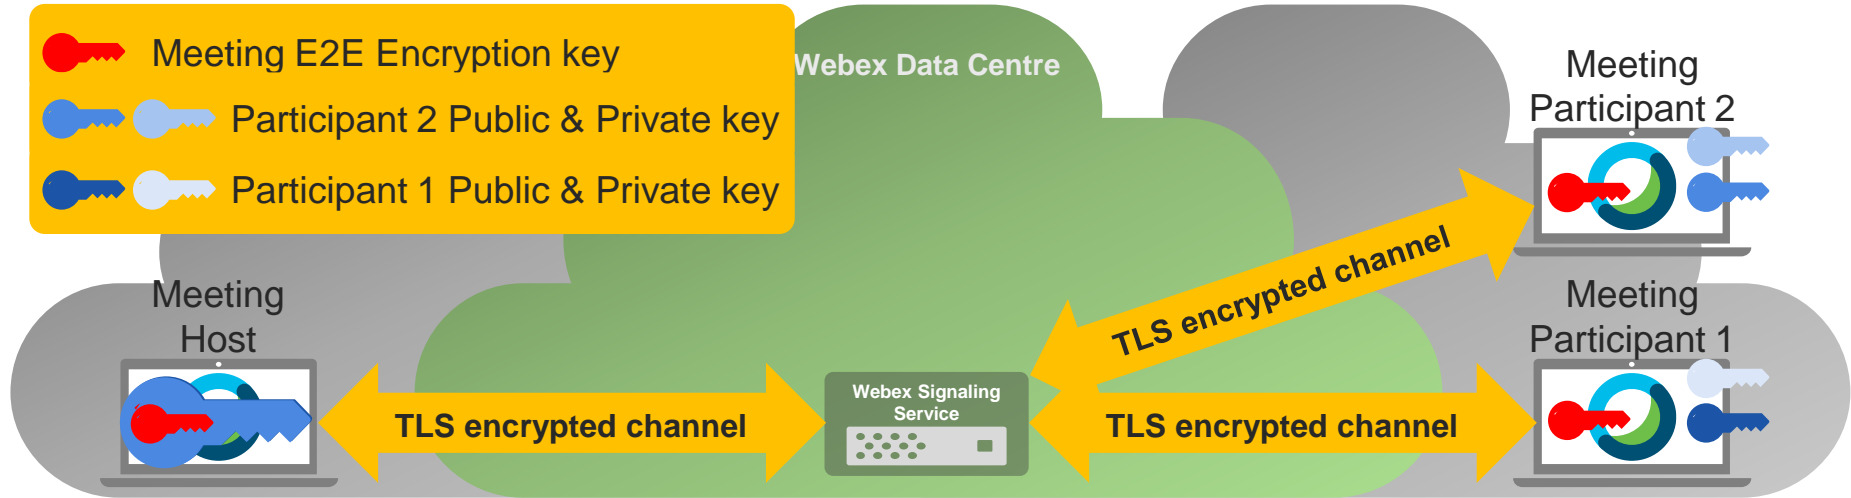 Meeting E2E Encryption key
Participant 2 Public & Private key
Participant 1 Public & Private key
Webex Data Centre
Meeting
Participant 2
TLS encrypted channel
Meeting
Host
TLS encrypted channel
Webex Signaling
Service
TLS encrypted channel
Meeting
Participant 1